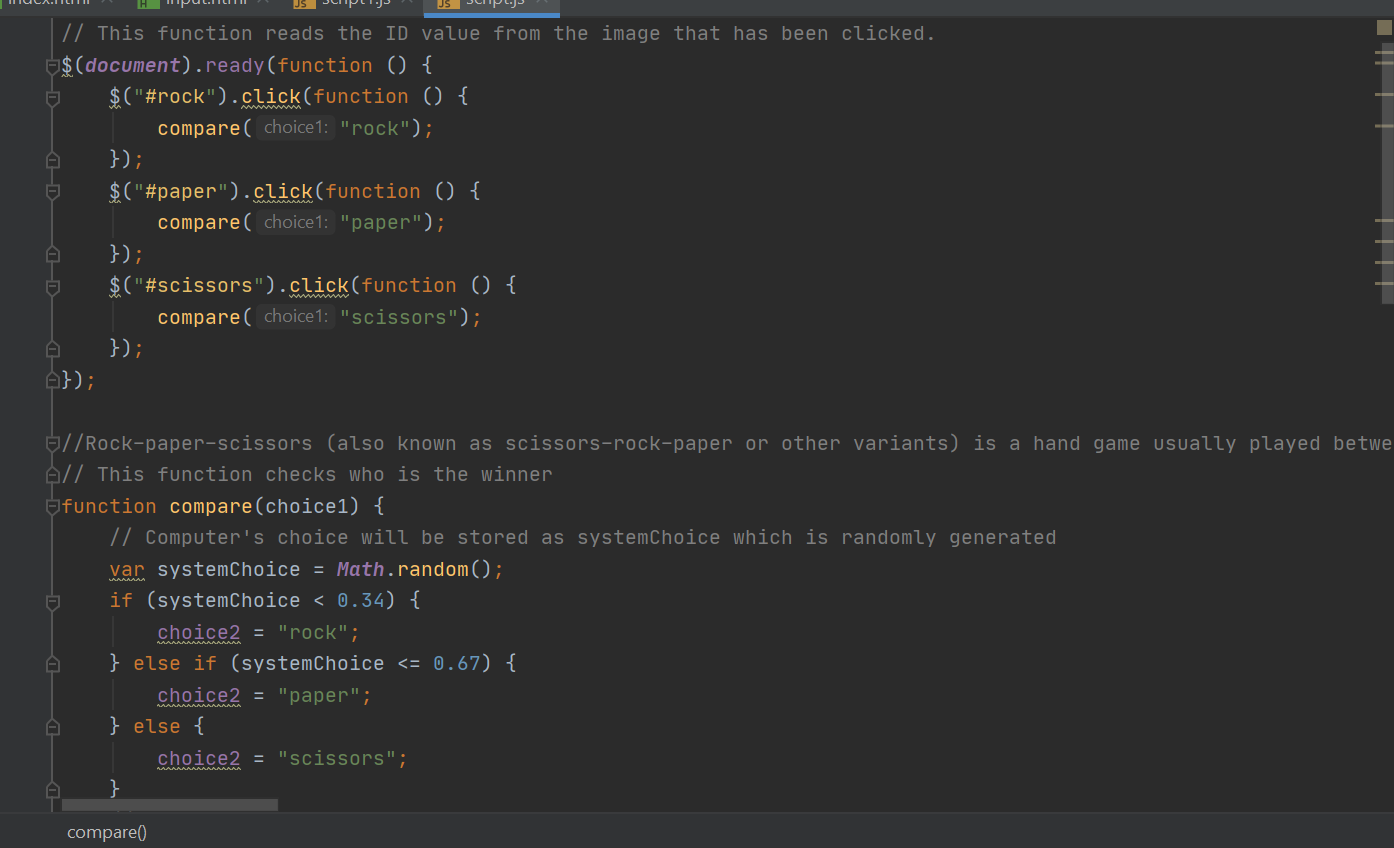 index.html input.html script1.js script.js
// This function reads the ID value from the image that has been clicked.
$(document).ready(function () {
$("#rock").click(function () {
compare( choice1: "rock");
});
$("#paper").click(function () {
compare( choice1: "paper");
});
$("#scissors").click(function () {
compare( choice1: "scissors");
});
});
//Rock-paper-scissors (also known as scissors-rock-paper or other variants) is a hand game usually played betwe
// This function checks who is the winner
function compare(choice1) {
// Computer's choice will be stored as systemChoice which is randomly generated
var systemChoice = Math.random();
if (systemChoice < 0.34) {
choice2 = "rock";
} else if (systemChoice <= 0.67) {
choice2 = "paper";
} else {
choice2 = "scissors";
}
compare()